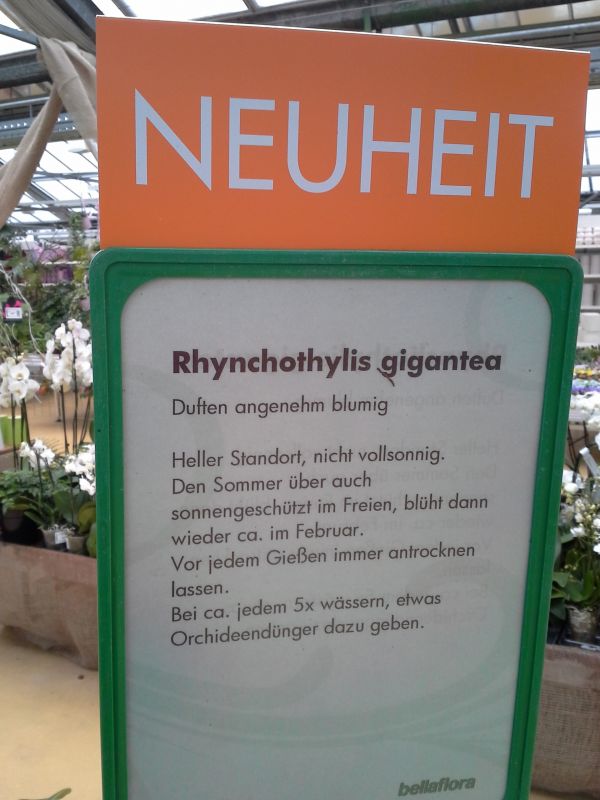 NEUHEIT
Rhynchothylis gigantea
Duften angenehm blumig
Heller Standort, nicht vollsonnig.
Den Sommer über auch
sonnengeschützt im Freien, blüht dann
wieder ca. im Februar.
Vor jedem Gießen immer antrocknen
lassen.
Bei ca. jedem 5x wässern, etwas
Orchideendünger dazu geben.
bellaflora